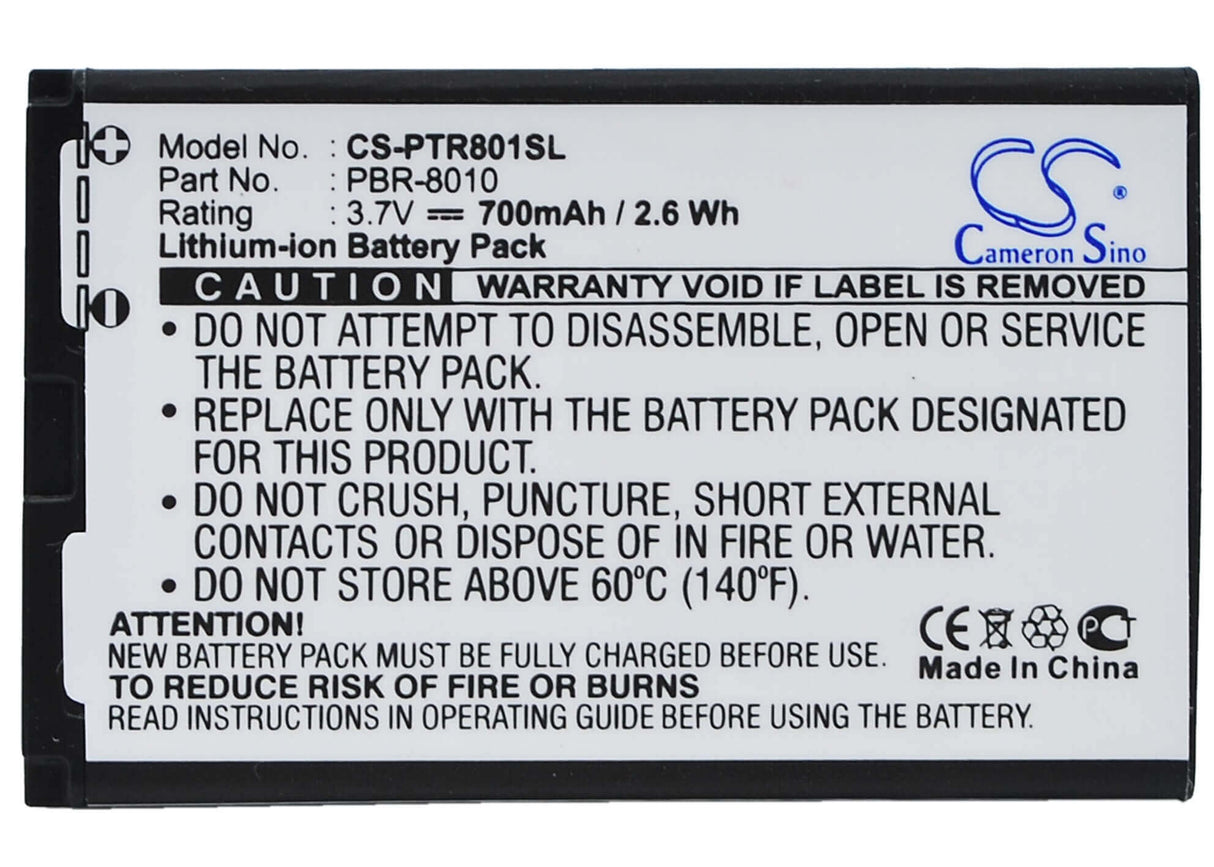 Model No. : CS-PTR801SL
Part No. : PBR-8010
Rating : 3.7V 700mAh / 2.6 Wh
Lithium-ion Battery Pack
CS ®
Cameron Sino
CAUTION WARRANTY VOID IF LABEL IS REMOVED
• DO NOT ATTEMPT TO DISASSEMBLE, OPEN OR SERVICE
THE BATTERY PACK.
• REPLACE ONLY WITH THE BATTERY PACK DESIGNATED
FOR THIS PRODUCT.
• DO NOT CRUSH, PUNCTURE, SHORT EXTERNAL
CONTACTS OR DISPOSE OF IN FIRE OR WATER.
• DO NOT STORE ABOVE 60ºC (140ºF).
ATTENTION!
NEW BATTERY PACK MUST BE FULLY CHARGED BEFORE USE.
TO REDUCE RISK OF FIRE OR BURNS
READ INSTRUCTIONS IN OPERATING GUIDE BEFORE USING THE BATTERY.
CE PCT
Made In China